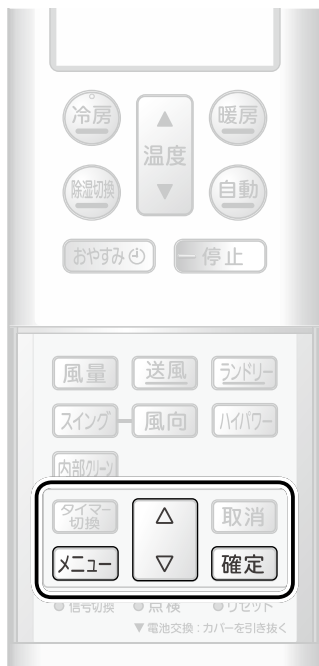 冷房 ▲ 暖房
温度
除湿切換 ▼ 自動
おやすみ 停止
風量 送風 ランドリー
スイング 風向 ハイパワー
内部クリーン
タイマー切換 △ 取消
メニュー ▽ 確定
信号切換 点検 リセット
▼電池交換:カバーを引き抜く